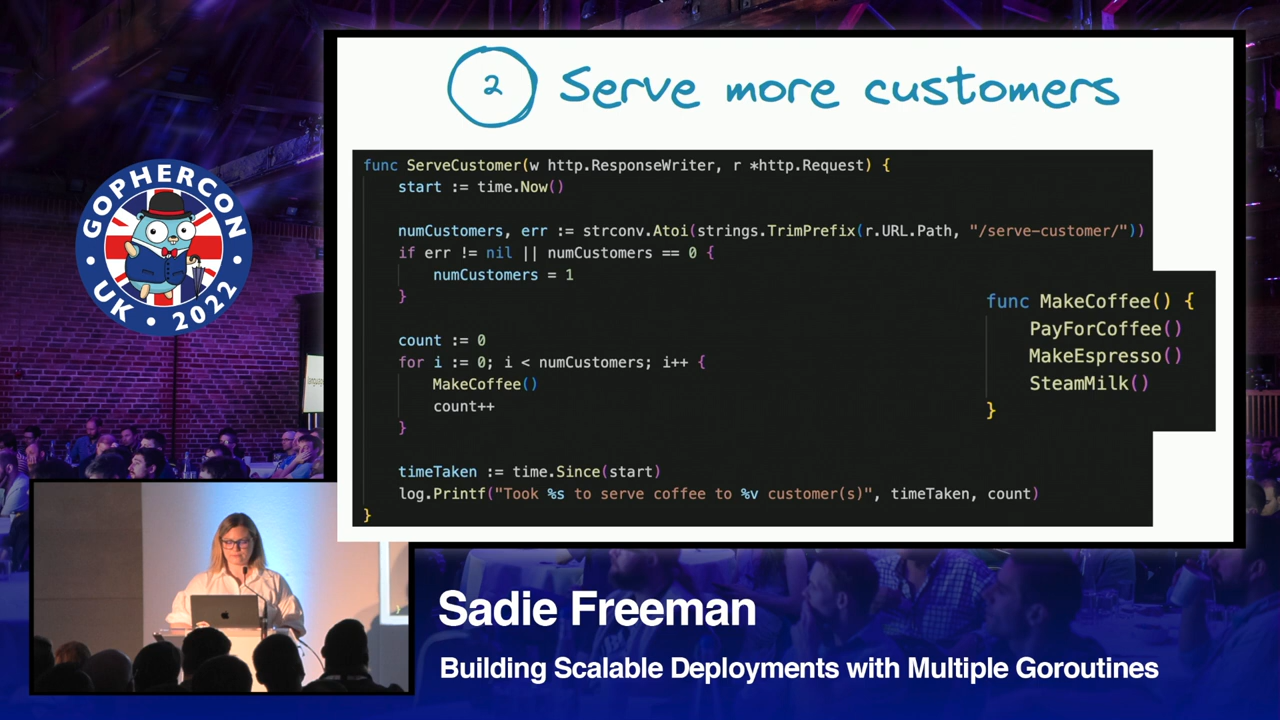 2 Serve more customers
func ServeCustomer(w http.ResponseWriter, r *http.Request) {
start := time.Now()
numCustomers, err := strconv.Atoi(strings.TrimPrefix(r.URL.Path, "/serve-customer/"))
if err != nil || numCustomers == 0 {
numCustomers = 1
}
count := 0
for i := 0; i < numCustomers; i++ {
MakeCoffee()
count++
}
timeTaken := time.Since(start)
log.Printf("Took %s to serve coffee to %v customer(s)", timeTaken, count)
}
func MakeCoffee() {
PayForCoffee()
MakeEspresso()
SteamMilk()
}
GOPHERCON
UK • 2022
Sadie Freeman
Building Scalable Deployments with Multiple Goroutines